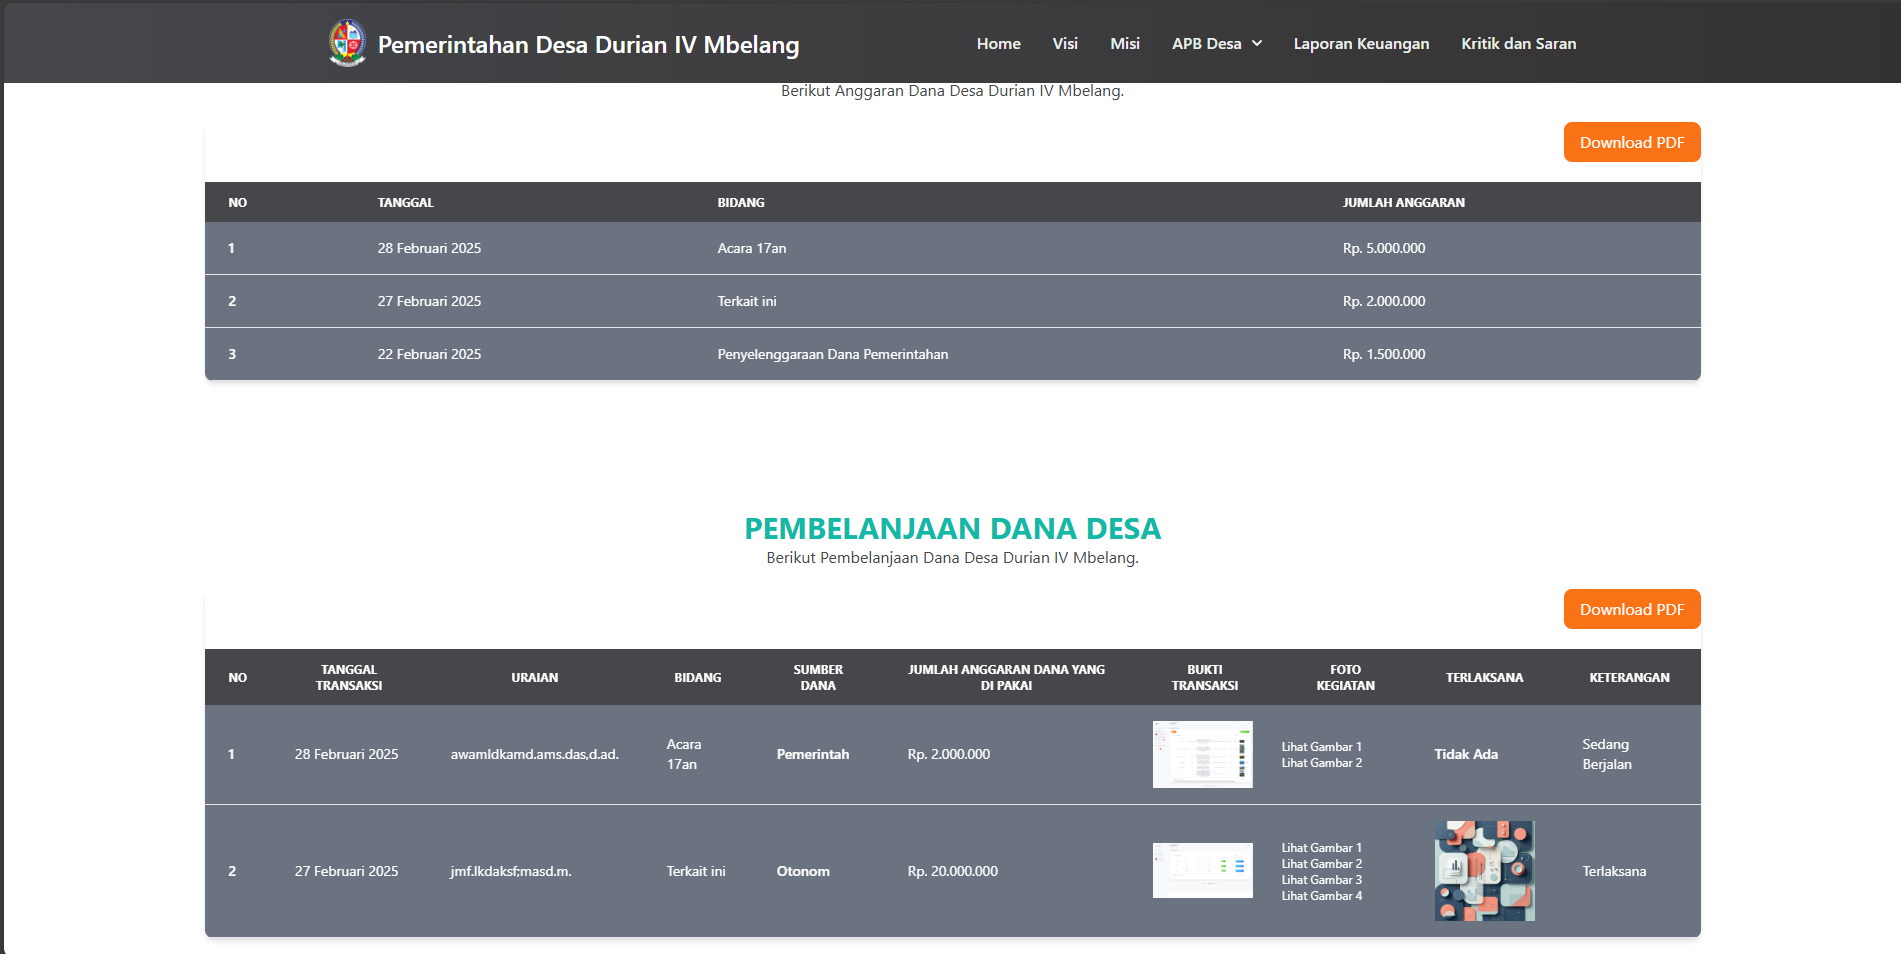 Pemerintahan Desa Durian IV Mbelang
Home Visi Misi APB Desa Laporan Keuangan Kritik dan Saran
Berikut Anggaran Dana Desa Durian IV Mbelang.
Download PDF
NO TANGGAL BIDANG JUMLAH ANGGARAN
1 28 Februari 2025 Acara 17an Rp. 5.000.000
2 27 Februari 2025 Terkait ini Rp. 2.000.000
3 22 Februari 2025 Penyelenggaraan Dana Pemerintahan Rp. 1.500.000
PEMBELANJAAN DANA DESA
Berikut Pembelanjaan Dana Desa Durian IV Mbelang.
Download PDF
NO
TANGGAL
TRANSAKSI
URAIAN
BIDANG
SUMBER
DANA
JUMLAH ANGGARAN DANA YANG
DI PAKAI
BUKTI
TRANSAKSI
FOTO
KEGIATAN
TERLAKSANA
KETERANGAN
1
28 Februari 2025
awamldkamd.ams.das,d.ad.
Acara
17an
Pemerintah
Rp. 2.000.000
Lihat Gambar 1
Lihat Gambar 2
Tidak Ada
Sedang
Berjalan
2
27 Februari 2025
jmf.lkdaksf;masd.m.
Terkait ini
Otonom
Rp. 20.000.000
Lihat Gambar 1
Lihat Gambar 2
Lihat Gambar 3
Lihat Gambar 4
Terlaksana